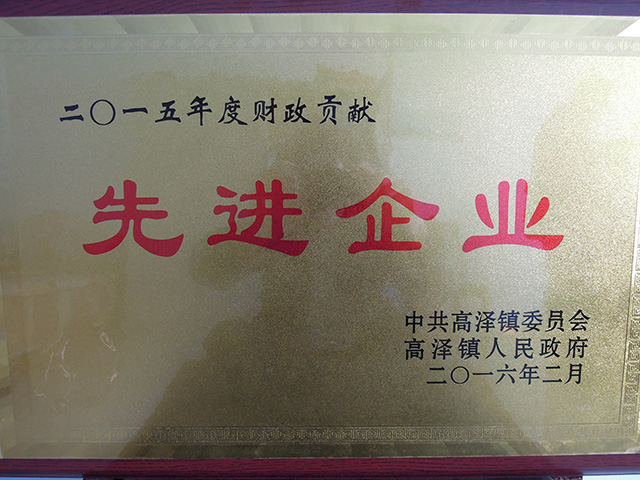 二〇一五年度财政贡献
先进企业
中共高泽镇委员会
高泽镇人民政府
二〇一六年二月